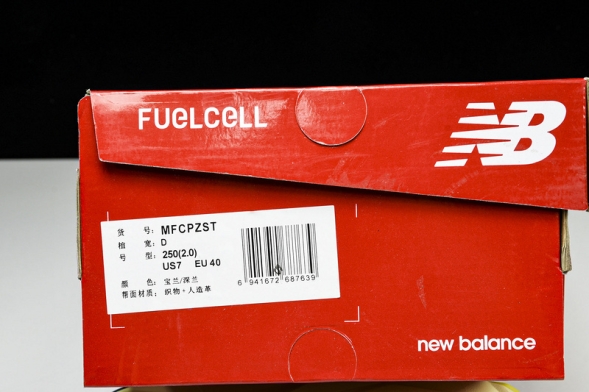 FUELCELL
NB
货 号: MFCPZST
楦 宽: D
号 型: 250(2.0)
US7 EU 40
颜 色: 宝兰/深兰
帮面材质: 织物·人造革
6 941672 687639
new balance